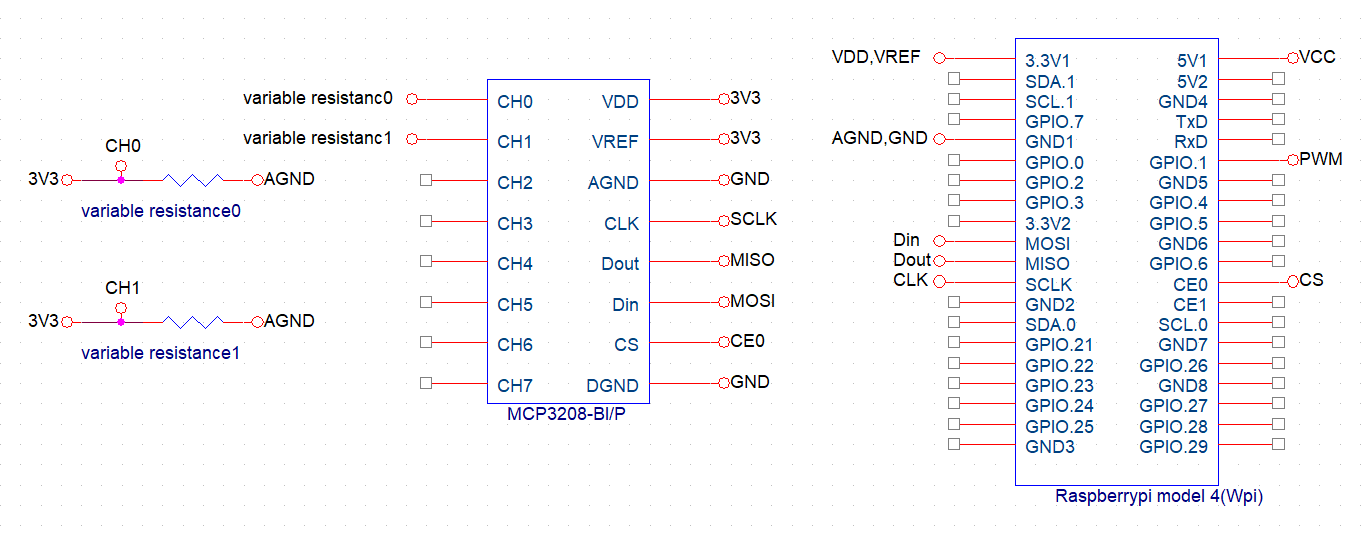 CH0
3V3
AGND
variable resistance0
CH1
3V3
AGND
variable resistance1
variable resistanc0
variable resistanc1
CH0 VDD 3V3
CH1 VREF 3V3
CH2 AGND GND
CH3 CLK SCLK
CH4 Dout MISO
CH5 Din MOSI
CH6 CS CE0
CH7 DGND GND
MCP3208-BI/P
VDD,VREF 3.3V1 5V1 VCC
SDA.1 5V2
SCL.1 GND4
GPIO.7 TxD
AGND,GND GND1 RxD
GPIO.0 GPIO.1 PWM
GPIO.2 GND5
GPIO.3 GPIO.4
3.3V2 GPIO.5
Din MOSI GND6
Dout MISO GPIO.6
CLK SCLK CE0 CS
GND2 CE1
SDA.0 SCL.0
GPIO.21 GND7
GPIO.22 GPIO.26
GPIO.23 GND8
GPIO.24 GPIO.27
GPIO.25 GPIO.28
GND3 GPIO.29
Raspberrypi model 4(Wpi)